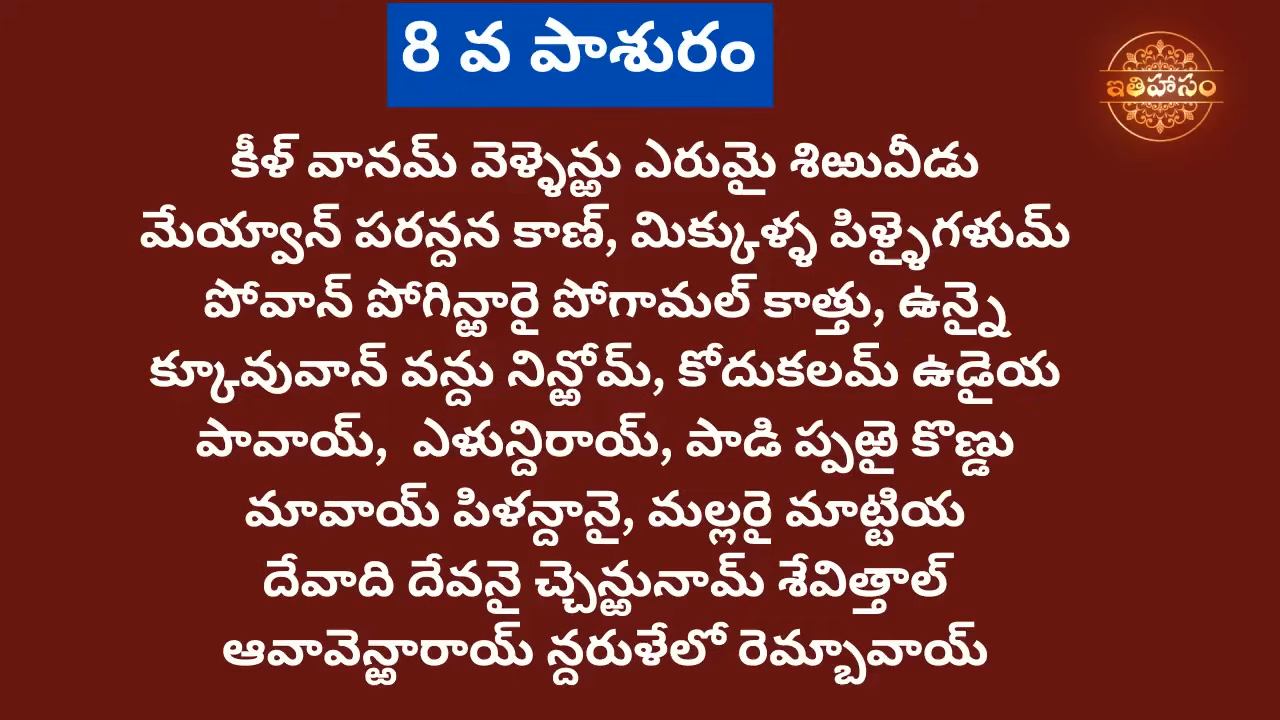 8 వ పాశురం
ఇతిహాసం
కీళ్ వానమ్ వెళ్ళెన్ఱు ఎరుమై శిఱువీడు
మేయ్వాన్ పరన్దన కాణ్, మిక్కుళ్ళ పిళ్ళైగళుమ్
పోవాన్ పోగిన్ఱారై పోగామల్ కాత్తు, ఉన్నై
క్కూవువాన్ వన్దు నిన్ఱోమ్, కోదుకలమ్ ఉడైయ
పావాయ్, ఎళున్దిరాయ్, పాడి ప్పఱై కొణ్డు
మావాయ్ పిళన్దానై, మల్లరై మాట్టియ
దేవాది దేవనై చ్చెన్ఱునామ్ శేవిత్తాల్
ఆవావెన్ఱారాయ్ న్దరుళేలో రెమ్బావాయ్